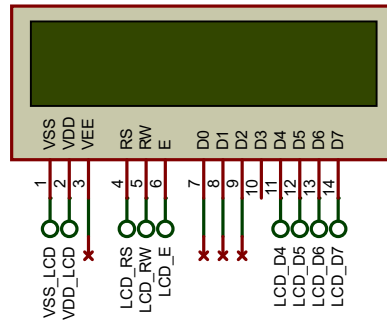 VSS
VDD
VEE
RS
RW
E
D0
D1
D2
D3
D4
D5
D6
D7
1
2
3
4
5
6
7
8
9
10
11
12
13
14
VSS_LCD
VDD_LCD
LCD_RS
LCD_RW
LCD_E
LCD_D4
LCD_D5
LCD_D6
LCD_D7